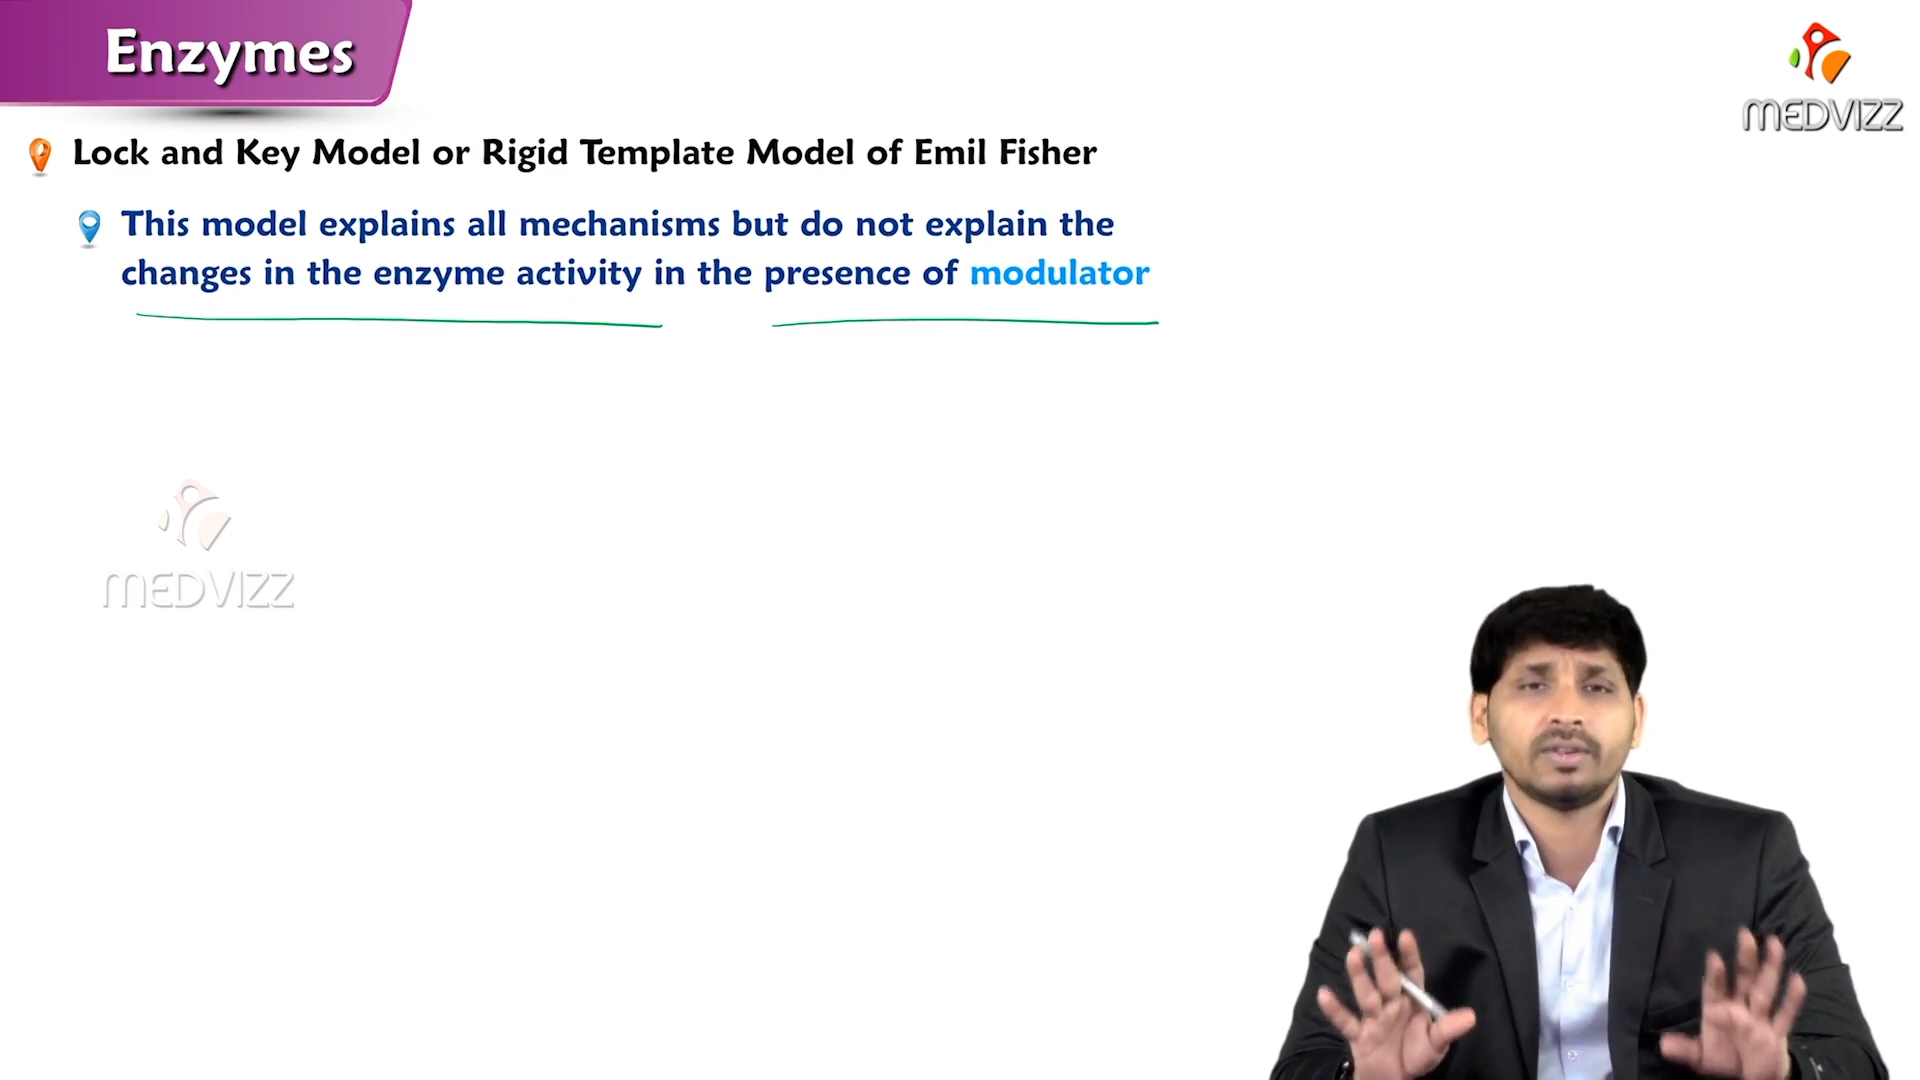 Enzymes
MEDVIZZ
Lock and Key Model or Rigid Template Model of Emil Fisher
This model explains all mechanisms but do not explain the
changes in the enzyme activity in the presence of modulator
MEDVIZZ